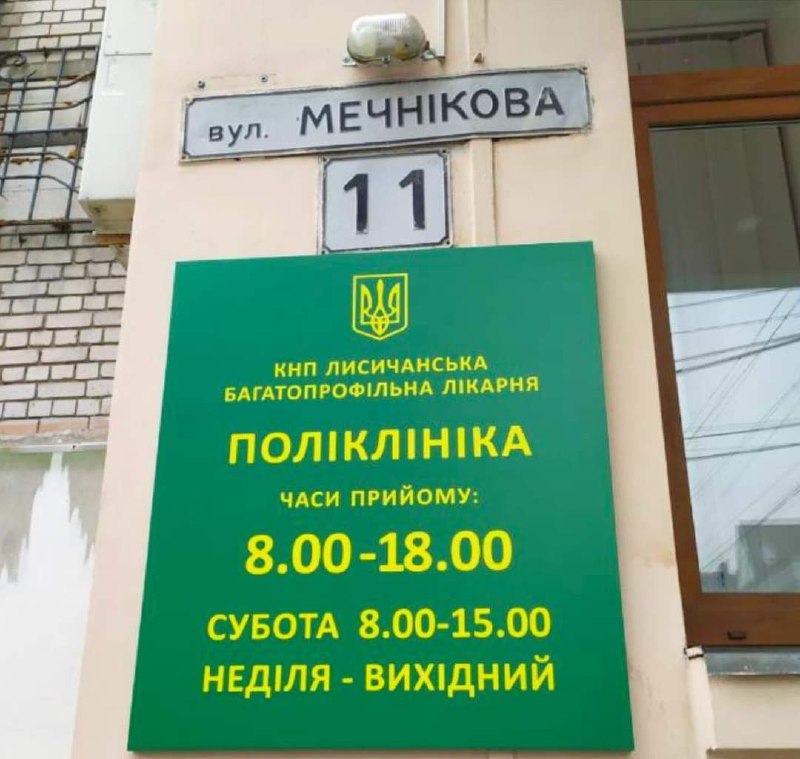 вул. МЕЧНІКОВА
11
КНП ЛИСИЧАНСЬКА
БАГАТОПРОФІЛЬНА ЛІКАРНЯ
ПОЛІКЛІНІКА
ЧАСИ ПРИЙОМУ:
8.00-18.00
СУБОТА 8.00-15.00
НЕДІЛЯ - ВИХІДНИЙ